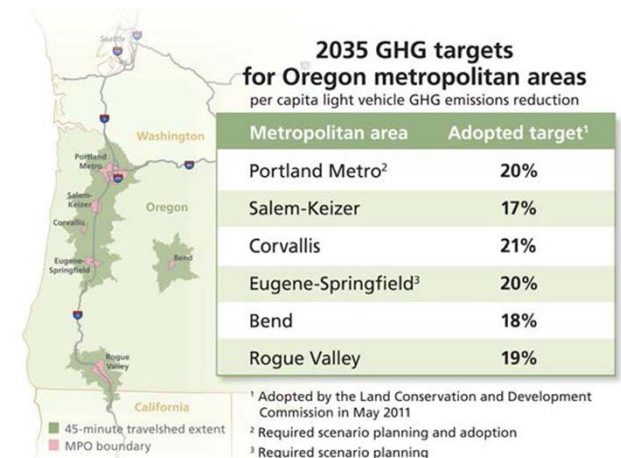 2035 GHG targets
for Oregon metropolitan areas
per capita light vehicle GHG emissions reduction
Metropolitan area Adopted target¹
Portland Metro² 20%
Salem-Keizer 17%
Corvallis 21%
Eugene-Springfield³ 20%
Bend 18%
Rogue Valley 19%
¹ Adopted by the Land Conservation and Development
Commission in May 2011
² Required scenario planning and adoption
³ Required scenario planning
Seattle
Washington
Portland
Metro
Salem-
Keizer
Oregon
Corvallis
Eugene-
Springfield
Bend
Rogue
Valley
California
45-minute travelshed extent
MPO boundary